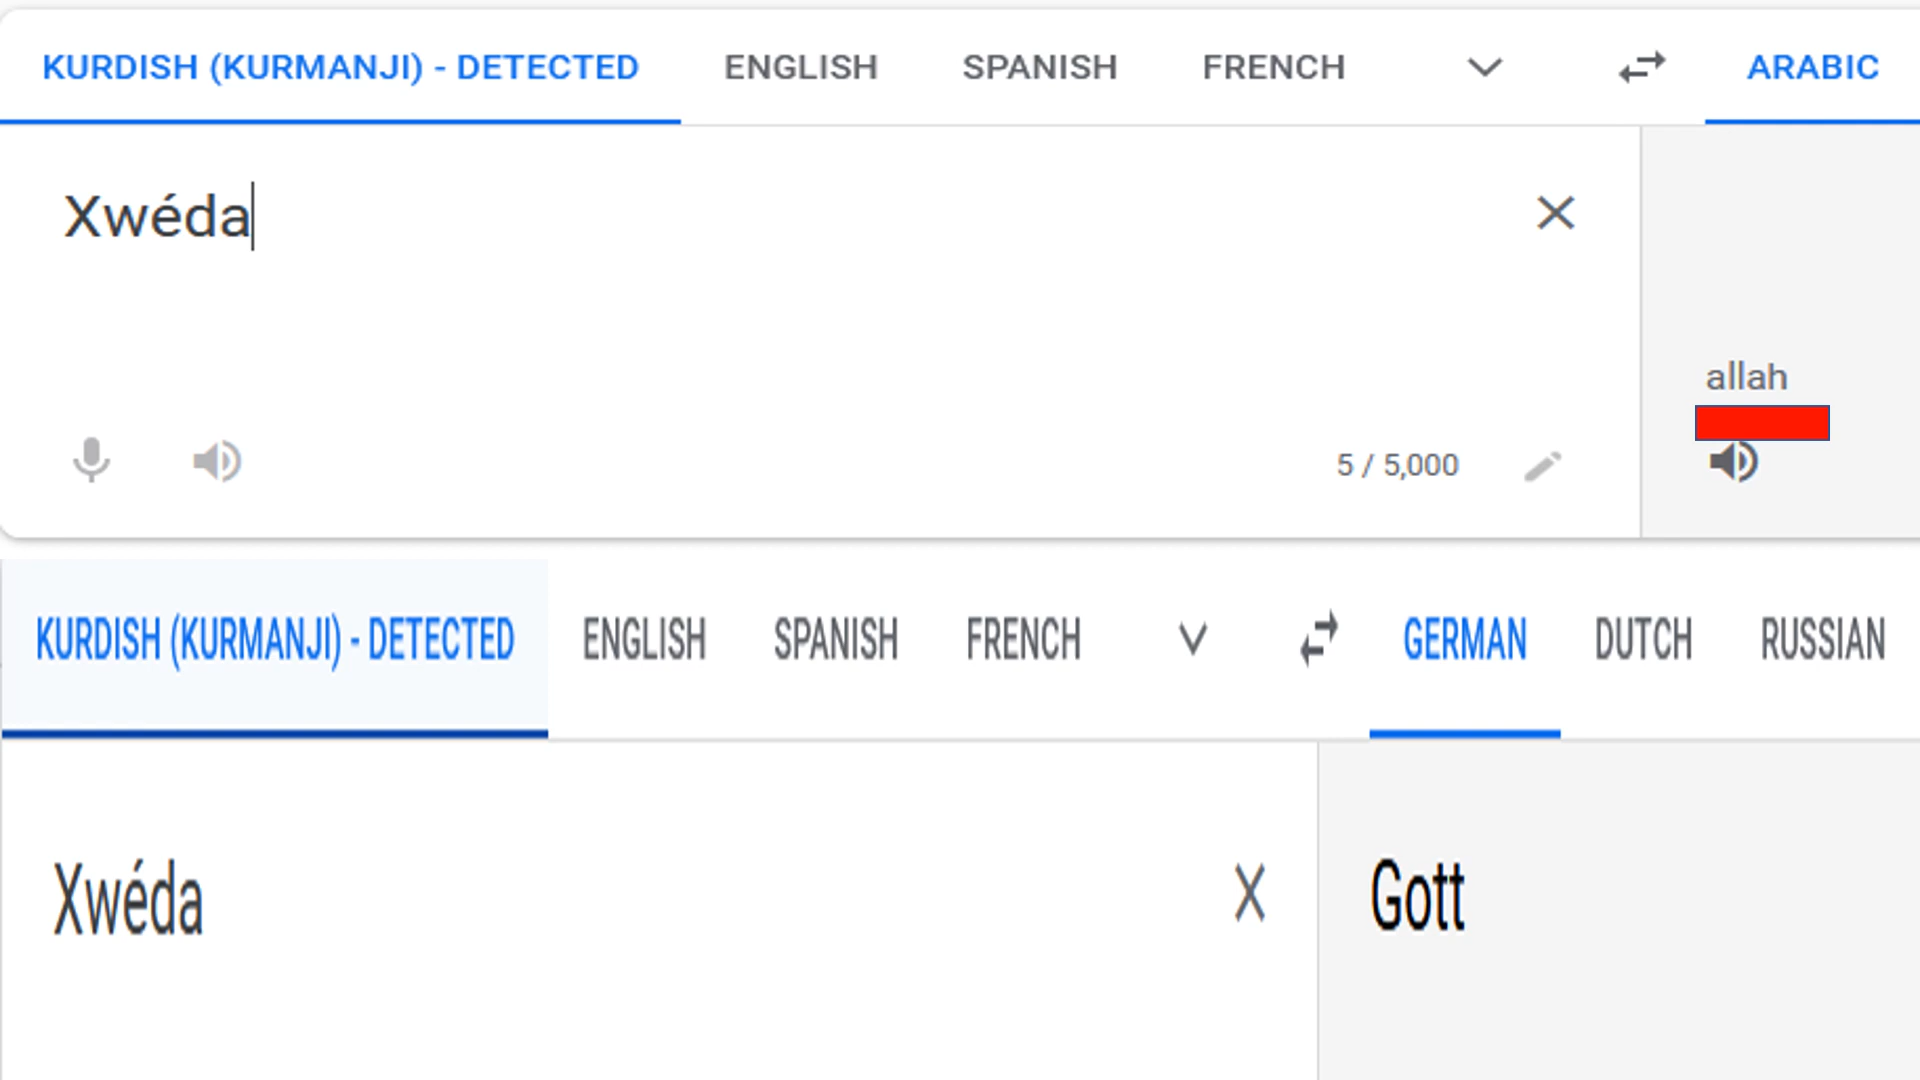 KURDISH (KURMANJI) - DETECTED ENGLISH SPANISH FRENCH ARABIC
Xwéda
allah
5 / 5,000
KURDISH (KURMANJI) - DETECTED ENGLISH SPANISH FRENCH GERMAN DUTCH RUSSIAN
Xwéda Gott